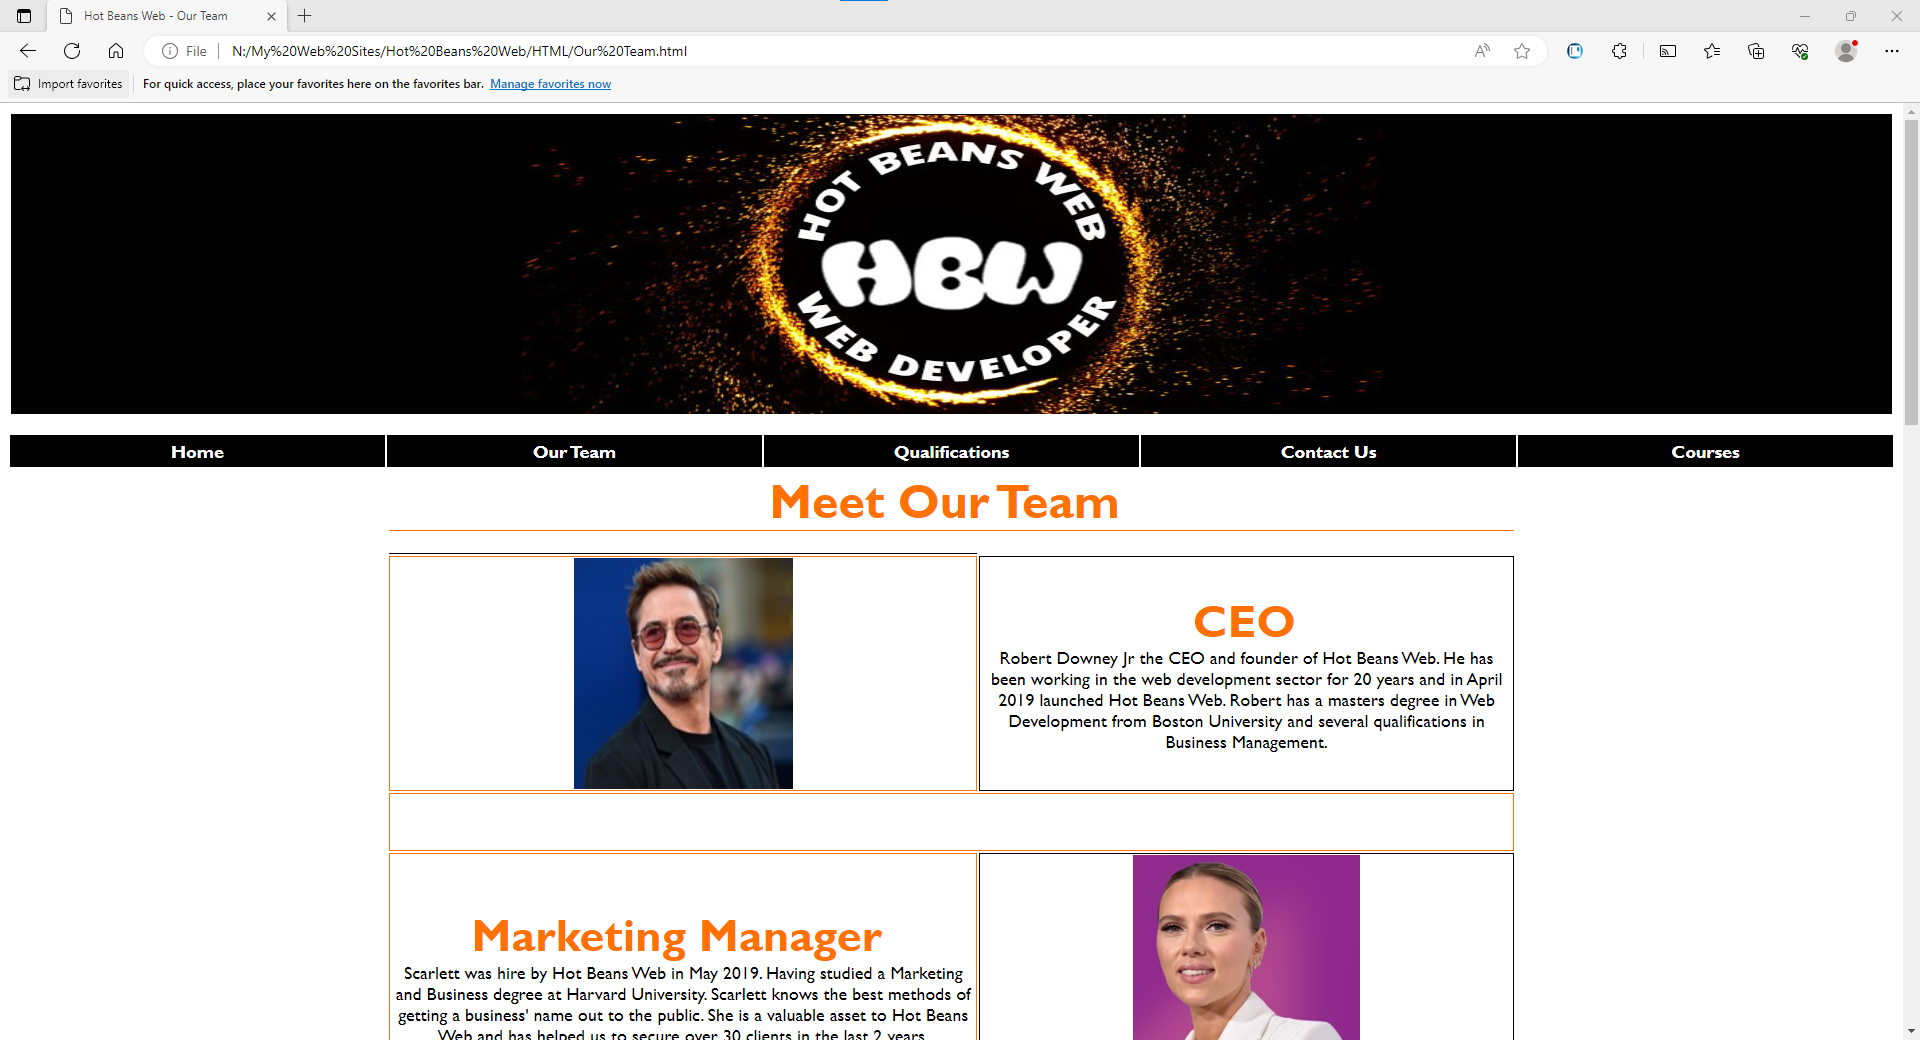 Hot Beans Web - Our Team
File
N:/My%20Web%20Sites/Hot%20Beans%20Web/HTML/Our%20Team.html
Import favorites
For quick access, place your favorites here on the favorites bar. Manage favorites now
HOT BEANS WEB
HBW
WEB DEVELOPER
Home
Our Team
Qualifications
Contact Us
Courses
Meet Our Team
CEO
Robert Downey Jr the CEO and founder of Hot Beans Web. He has
been working in the web development sector for 20 years and in April
2019 launched Hot Beans Web. Robert has a masters degree in Web
Development from Boston University and several qualifications in
Business Management.
Marketing Manager
Scarlett was hire by Hot Beans Web in May 2019. Having studied a Marketing
and Business degree at Harvard University. Scarlett knows the best methods of
getting a business' name out to the public. She is a valuable asset to Hot Beans
Web and has helped us to secure over 30 clients in the last 2 years